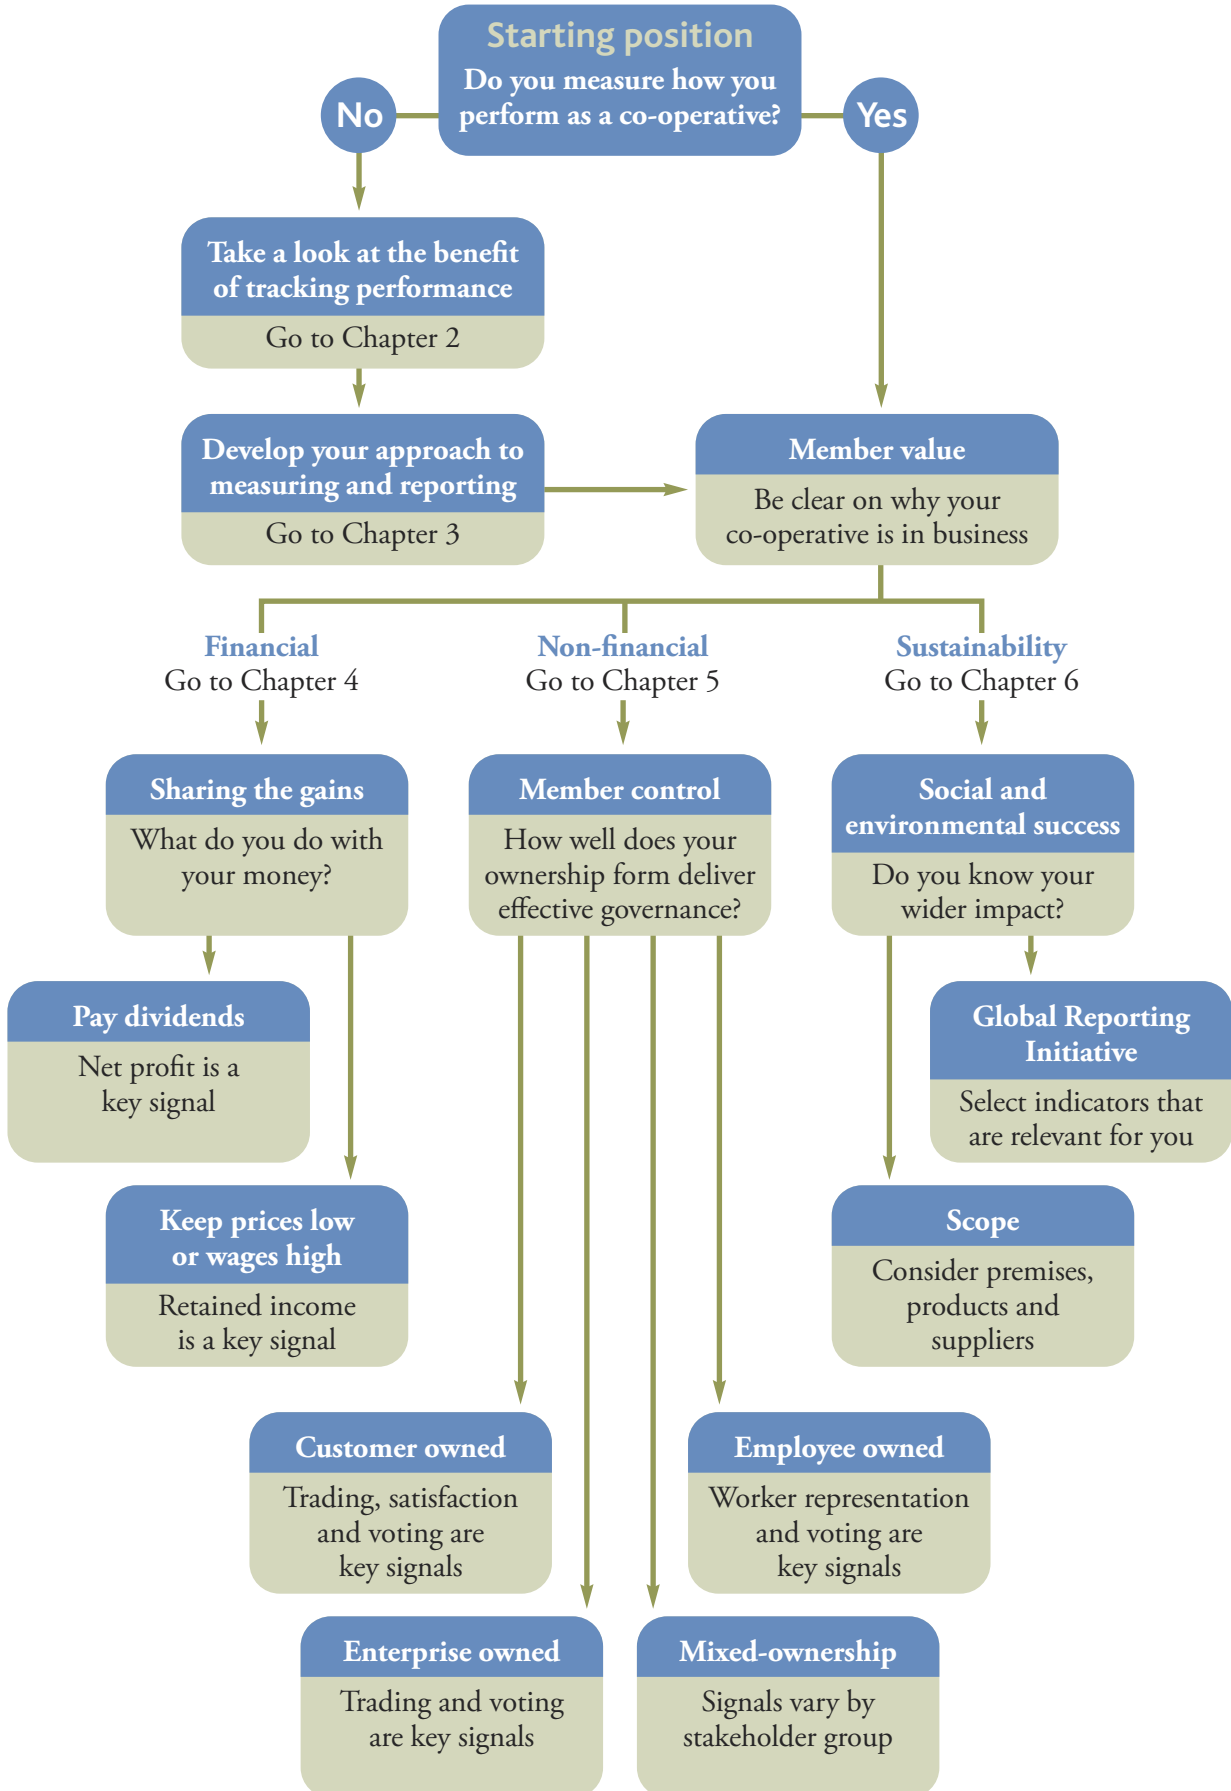 Starting position
Do you measure how you
perform as a co-operative?
No
Yes
Take a look at the benefit
of tracking performance
Go to Chapter 2
Develop your approach to
measuring and reporting
Go to Chapter 3
Member value
Be clear on why your
co-operative is in business
Financial
Go to Chapter 4
Non-financial
Go to Chapter 5
Sustainability
Go to Chapter 6
Sharing the gains
What do you do with
your money?
Member control
How well does your
ownership form deliver
effective governance?
Social and
environmental success
Do you know your
wider impact?
Pay dividends
Net profit is a
key signal
Global Reporting
Initiative
Select indicators that
are relevant for you
Keep prices low
or wages high
Retained income
is a key signal
Scope
Consider premises,
products and
suppliers
Customer owned
Trading, satisfaction
and voting are
key signals
Employee owned
Worker representation
and voting are
key signals
Enterprise owned
Trading and voting
are key signals
Mixed-ownership
Signals vary by
stakeholder group